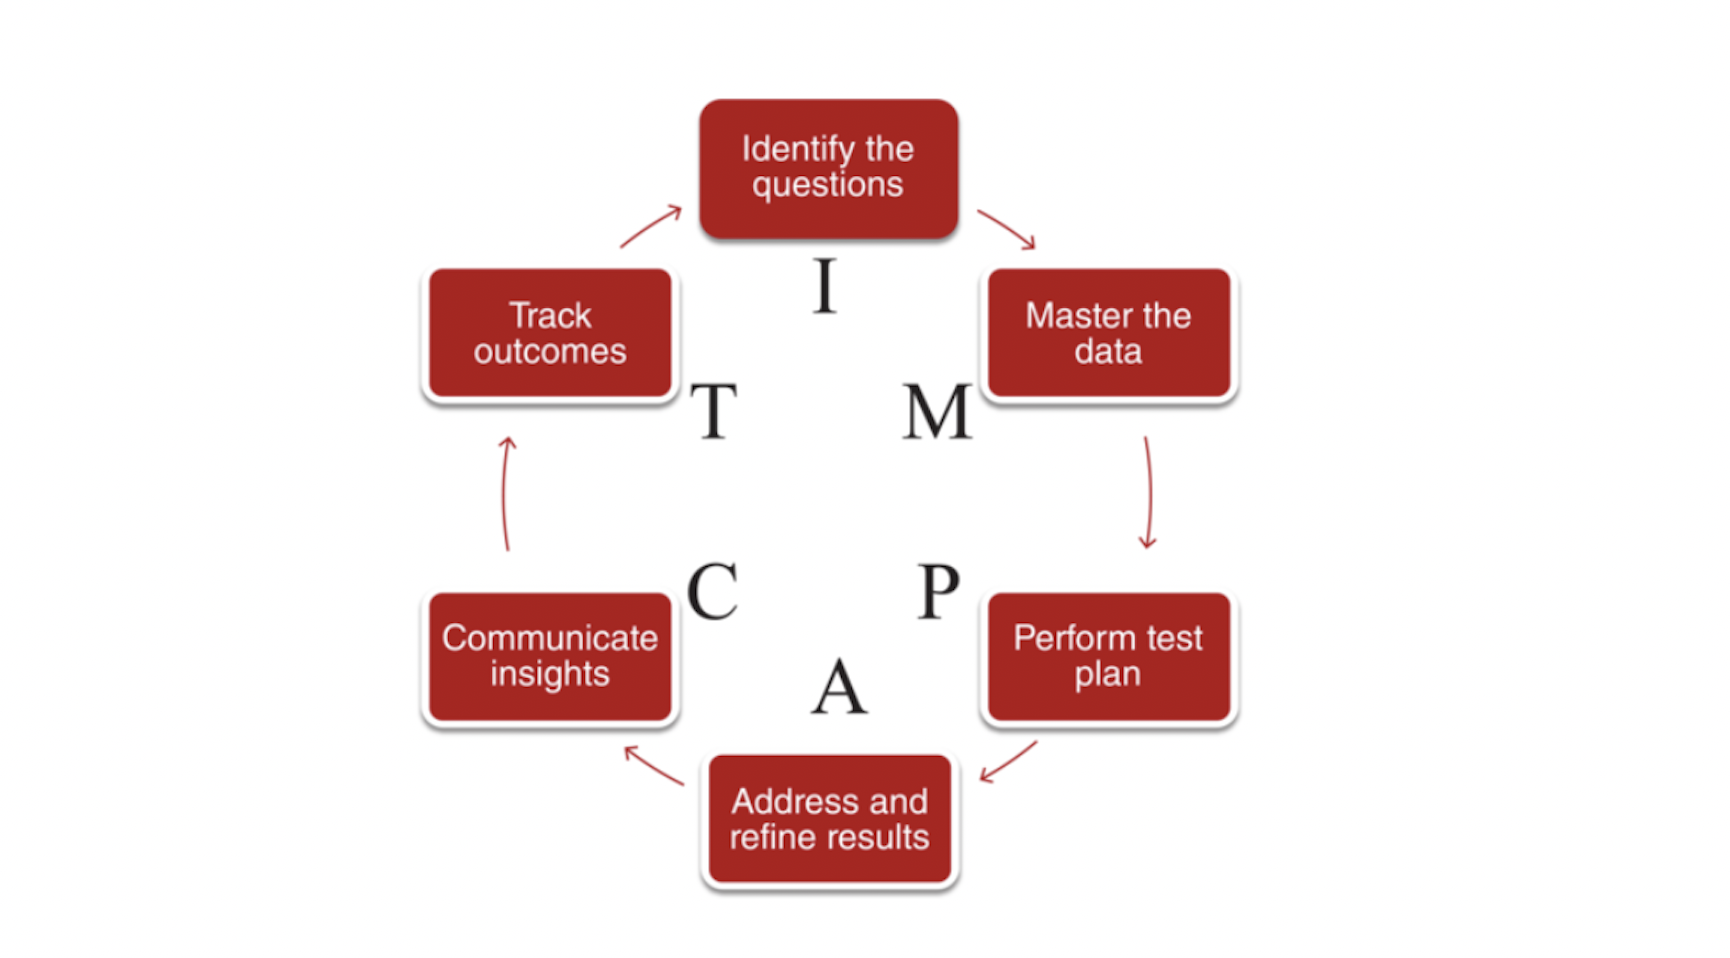 Identify the
questions
I
Master the
data
M
Perform test
plan
P
Address and
refine results
A
Communicate
insights
C
Track
outcomes
T